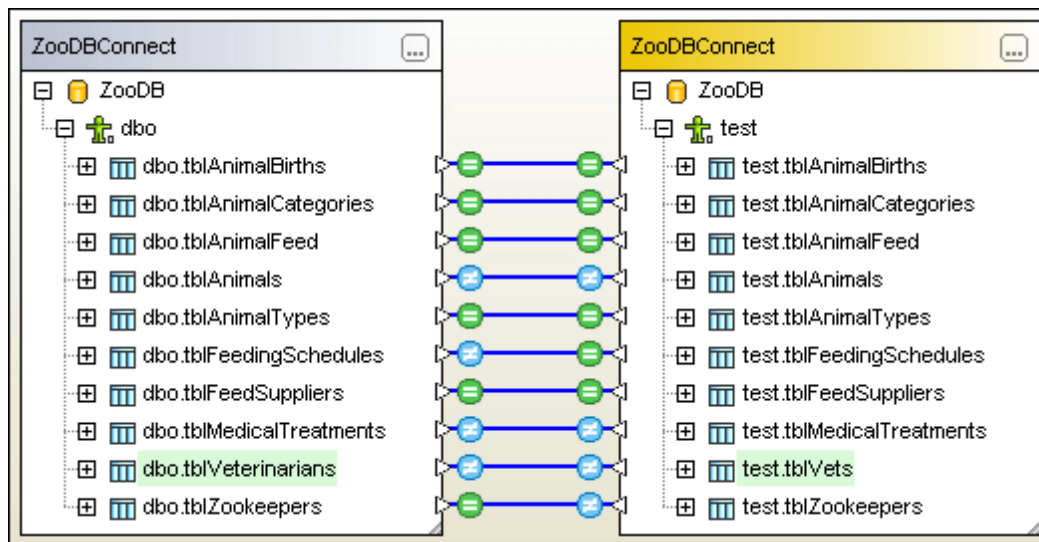 ZooDBConnect
ZooDB
dbo
dbo.tblAnimalBirths
dbo.tblAnimalCategories
dbo.tblAnimalFeed
dbo.tblAnimals
dbo.tblAnimalTypes
dbo.tblFeedingSchedules
dbo.tblFeedSuppliers
dbo.tblMedicalTreatments
dbo.tblVeterinarians
dbo.tblZookeepers
ZooDBConnect
ZooDB
test
test.tblAnimalBirths
test.tblAnimalCategories
test.tblAnimalFeed
test.tblAnimals
test.tblAnimalTypes
test.tblFeedingSchedules
test.tblFeedSuppliers
test.tblMedicalTreatments
test.tblVets
test.tblZookeepers